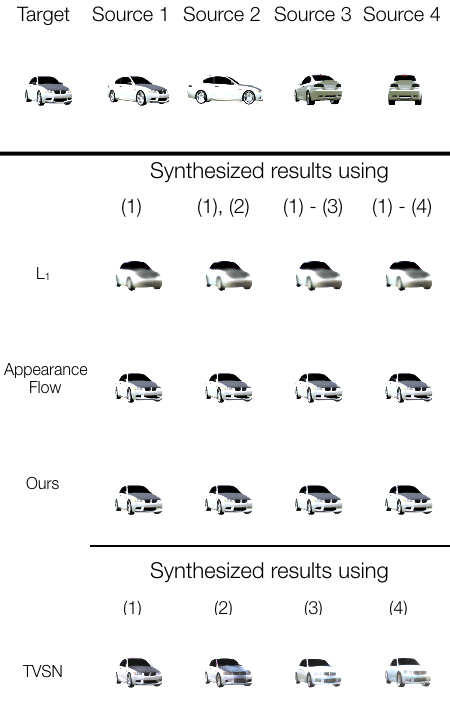 Target Source 1 Source 2 Source 3 Source 4
Synthesized results using
(1) (1), (2) (1) - (3) (1) - (4)
L₁
Appearance
Flow
Ours
Synthesized results using
(1) (2) (3) (4)
TVSN